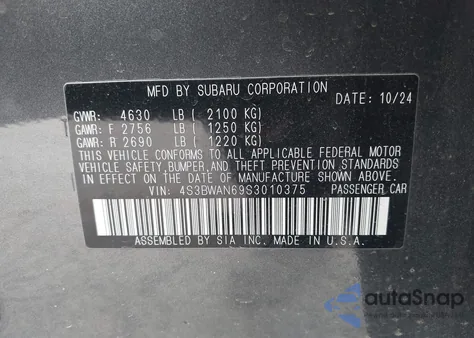 MFD BY SUBARU CORPORATION
DATE: 10/24
GVWR: 4630 LB ( 2100 KG)
GAWR: F 2756 LB ( 1250 KG)
GAWR: R 2690 LB ( 1220 KG)
THIS VEHICLE CONFORMS TO ALL APPLICABLE FEDERAL MOTOR
VEHICLE SAFETY, BUMPER,AND THEFT PREVENTION STANDARDS
IN EFFECT ON THE DATE OF MANUFACTURE SHOWN ABOVE.
VIN: 4S3BWAN69S3010375 PASSENGER CAR
ASSEMBLED BY SIA INC. MADE IN U.S.A.
autoSnap